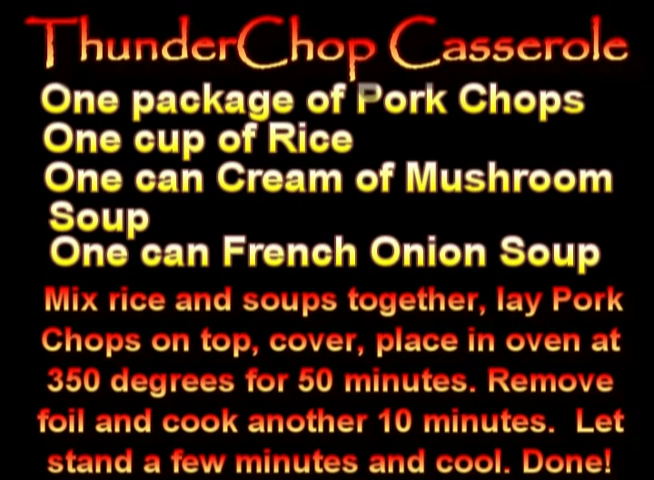 ThunderChop Casserole
One package of Pork Chops
One cup of Rice
One can Cream of Mushroom
Soup
One can French Onion Soup
Mix rice and soups together, lay Pork
Chops on top, cover, place in oven at
350 degrees for 50 minutes. Remove
foil and cook another 10 minutes.  Let
stand a few minutes and cool. Done!